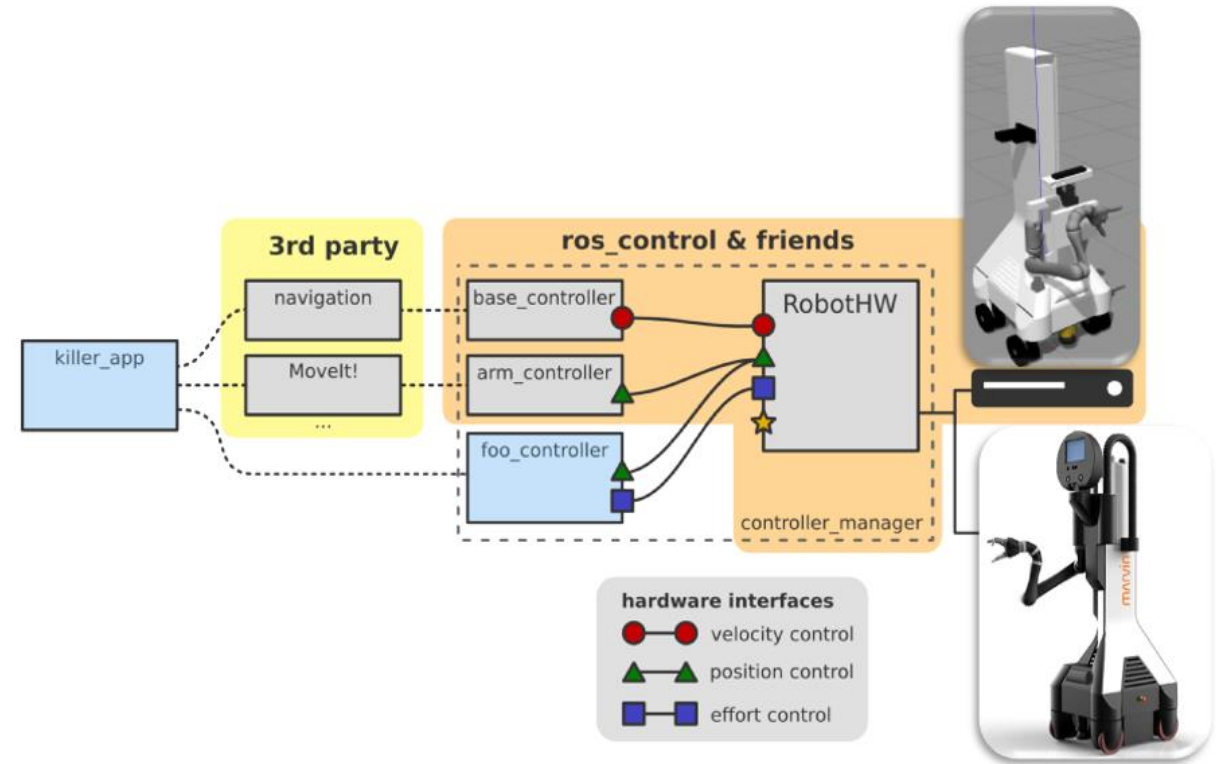 3rd party
ros_control & friends
navigation
base_controller
RobotHW
killer_app
MoveIt!
arm_controller
...
foo_controller
controller_manager
hardware interfaces
velocity control
position control
effort control